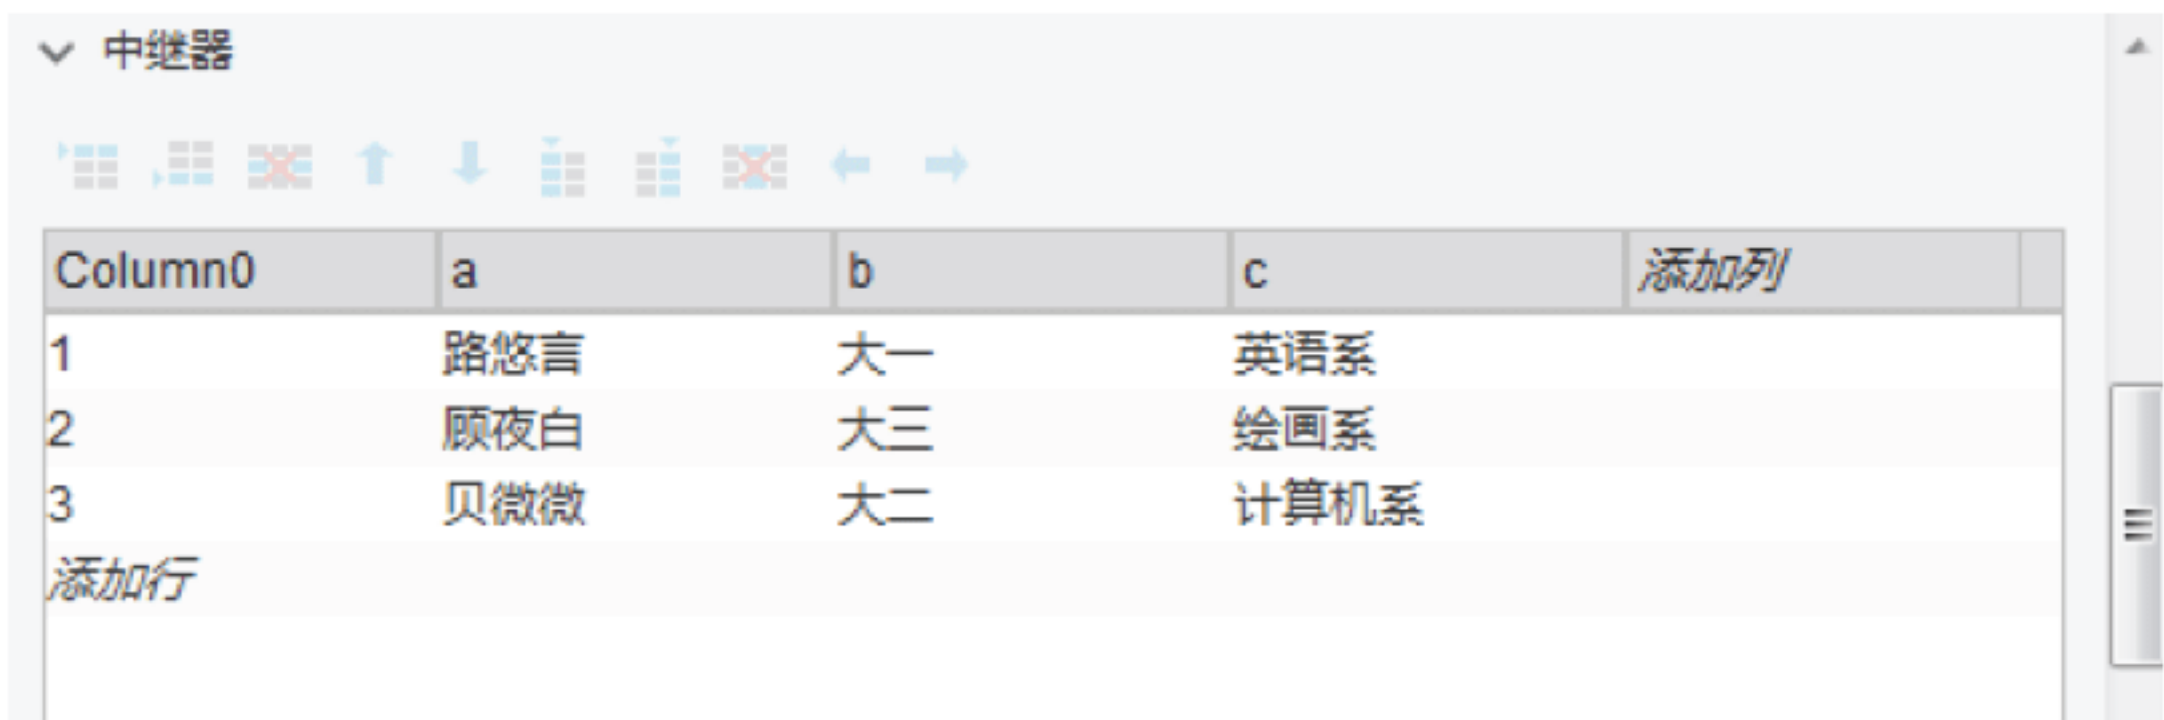 中继器
Column0 a b c 添加列
1 路悠言 大一 英语系
2 顾夜白 大三 绘画系
3 贝微微 大二 计算机系
添加行